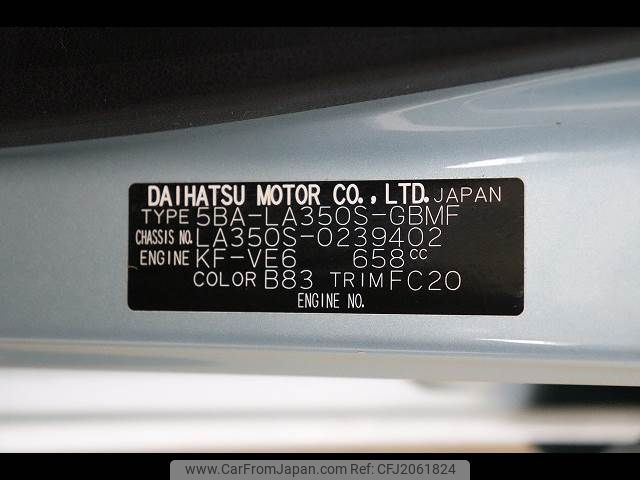 DAIHATSU MOTOR CO., LTD. JAPAN
TYPE 5BA-LA350S-GBMF
CHASSIS NO. LA350S-0239402
ENGINE KF-VE6 658cc
COLOR B83 TRIM FC20
ENGINE NO.
www.CarFromJapan.com|CFJ2061824